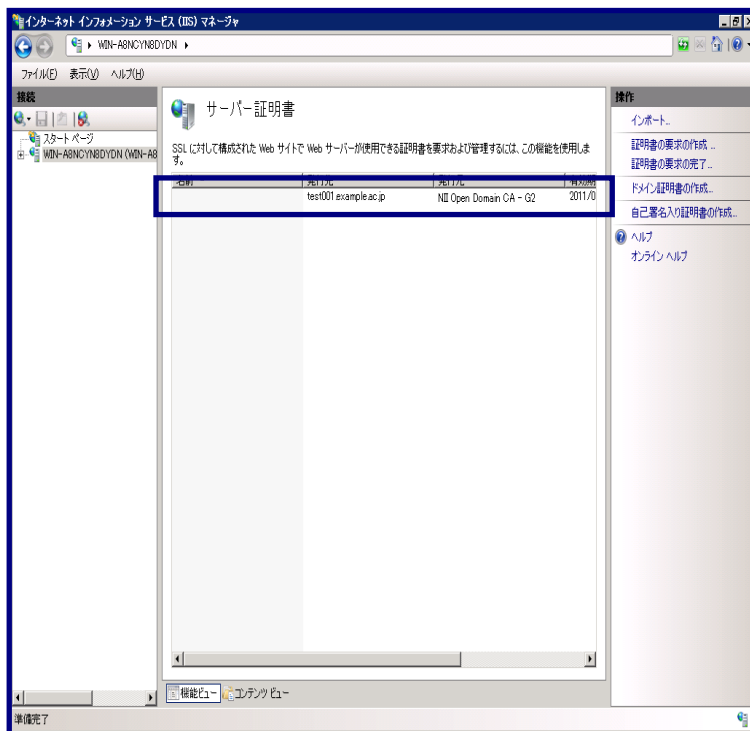 インターネット インフォメーション サービス (IIS) マネージャ
WIN-A8NCYN8DYDN
ファイル(F) 表示(V) ヘルプ(H)
接続
スタート ページ
WIN-A8NCYN8DYDN (WIN-A8
サーバー証明書
SSL に対して構成された Web サイトで Web サーバーが使用できる証明書を要求および管理するには、この機能を使用しま
す。
名前 発行先 発行元 有効期
test001.example.ac.jp NII Open Domain CA - G2 2011/0
機能ビュー コンテンツ ビュー
操作
インポート...
証明書の要求の作成 ...
証明書の要求の完了...
ドメイン証明書の作成...
自己署名入り証明書の作成...
ヘルプ
オンライン ヘルプ
準備完了